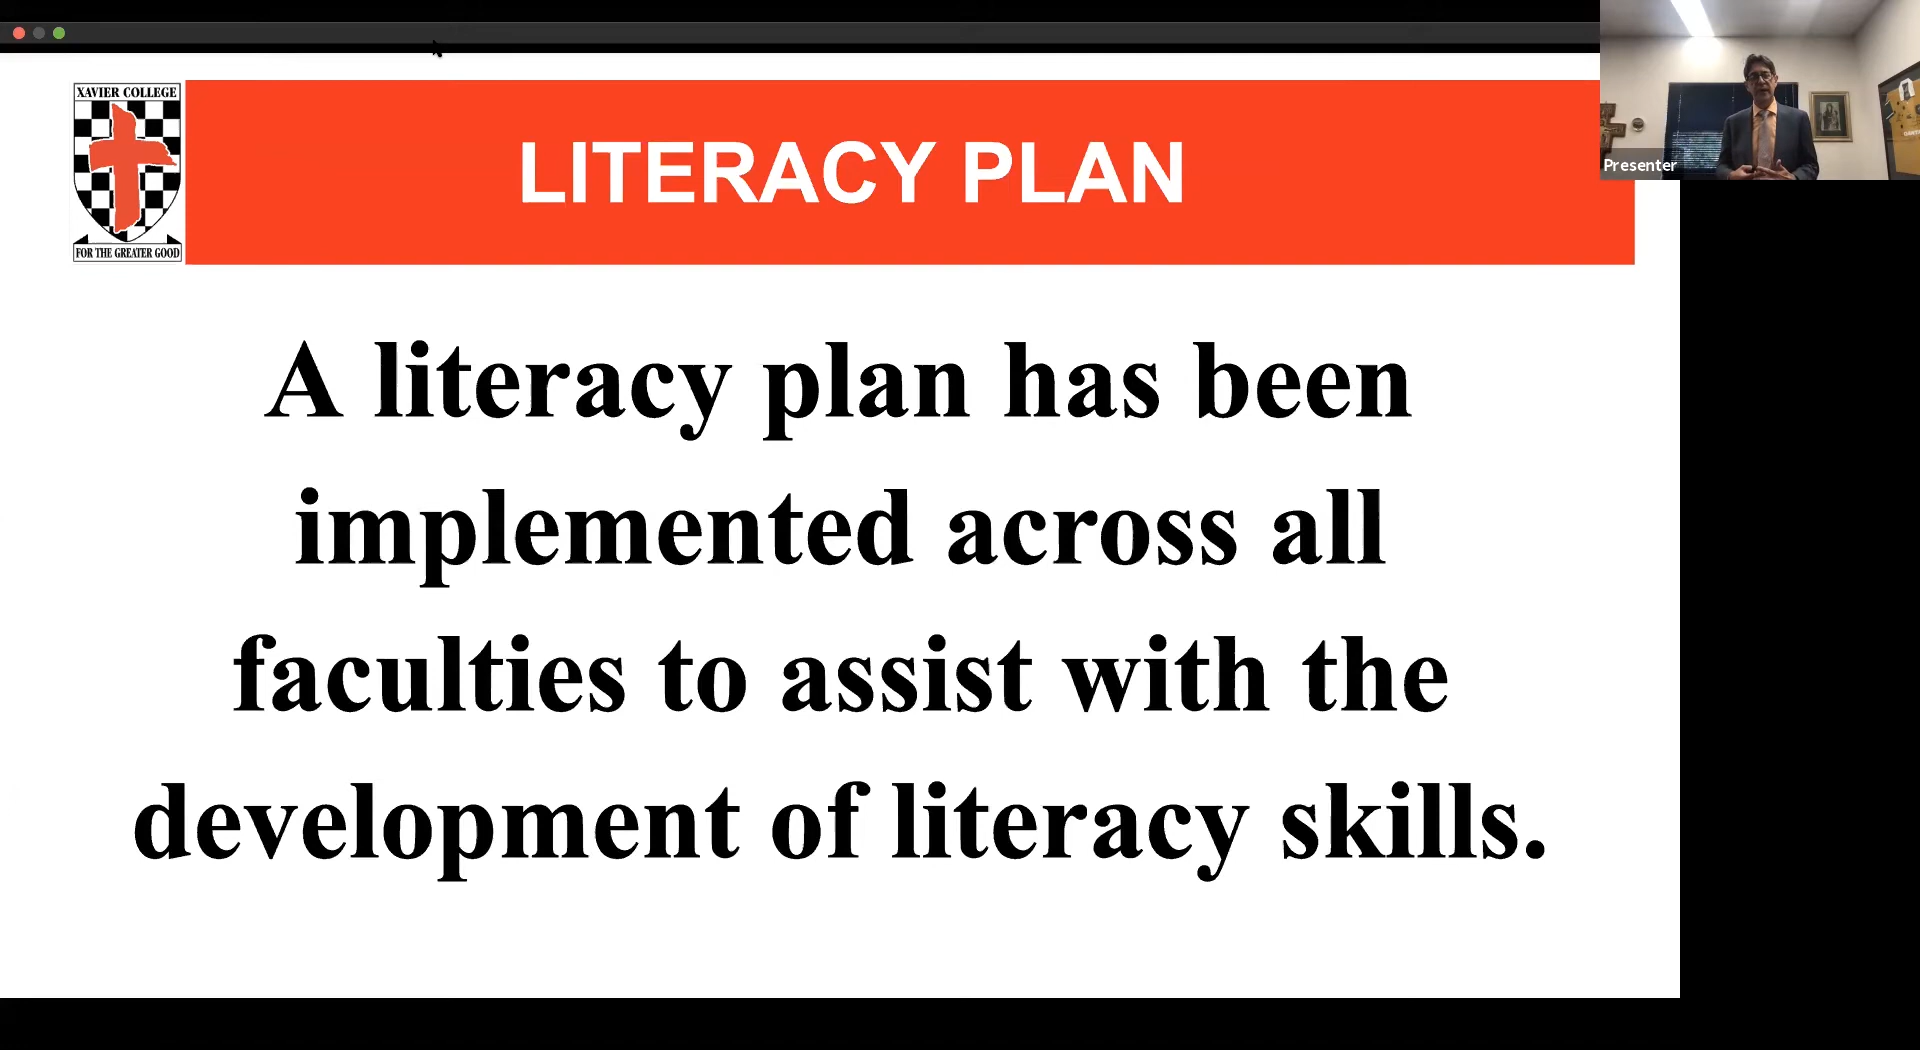 XAVIER COLLEGE
FOR THE GREATER GOOD
LITERACY PLAN
Presenter
A literacy plan has been
implemented across all
faculties to assist with the
development of literacy skills.